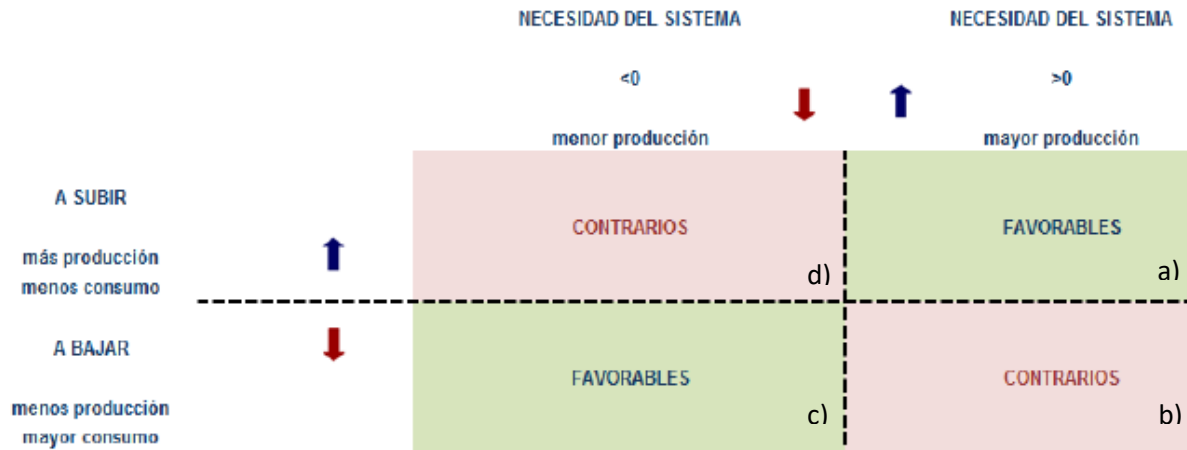 NECESIDAD DEL SISTEMA
NECESIDAD DEL SISTEMA
<0
>0
menor producción
mayor producción
A SUBIR
más producción
menos consumo
CONTRARIOS
d)
FAVORABLES
a)
A BAJAR
menos producción
mayor consumo
FAVORABLES
c)
CONTRARIOS
b)